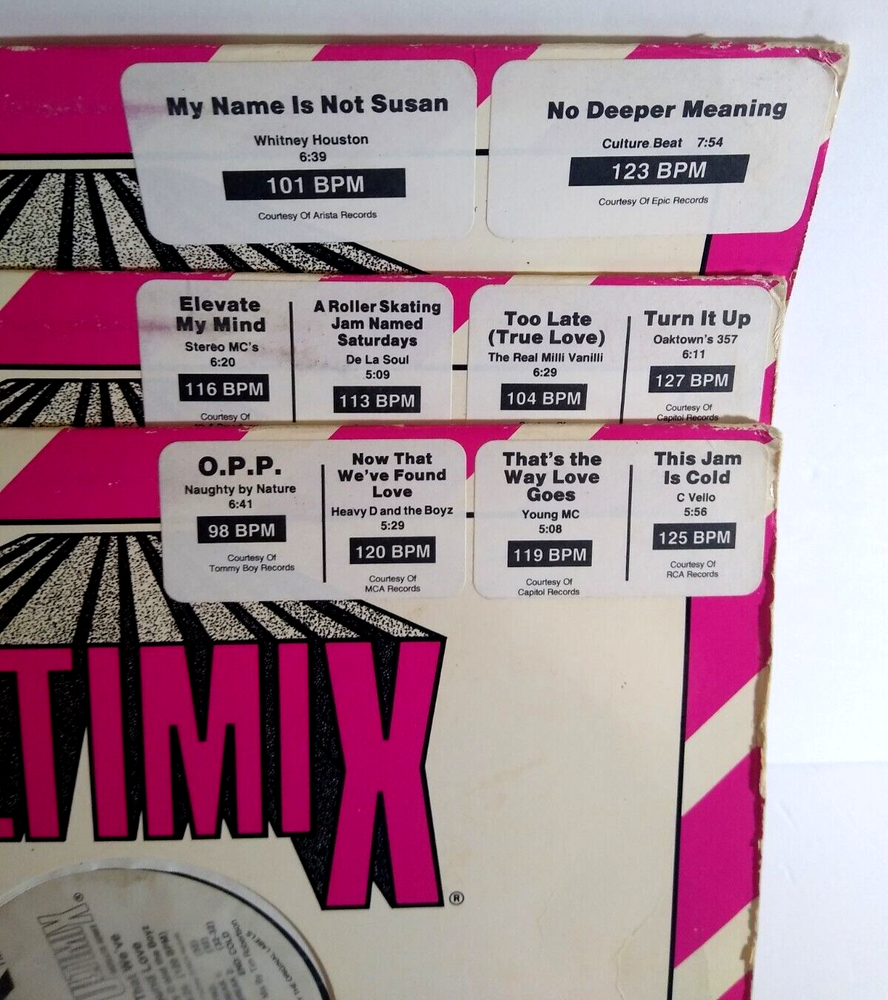 My Name Is Not Susan
Whitney Houston
6:39
101 BPM
Courtesy Of Arista Records
No Deeper Meaning
Culture Beat 7:54
123 BPM
Courtesy Of Epic Records
Elevate
My Mind
Stereo MC's
6:20
116 BPM
Courtesy Of
A Roller Skating
Jam Named
Saturdays
De La Soul
5:09
113 BPM
Too Late
(True Love)
The Real Milli Vanilli
6:29
104 BPM
Turn It Up
Oaktown's 357
6:11
127 BPM
Courtesy Of
Capitol Records
O.P.P.
Naughty by Nature
6:41
98 BPM
Courtesy Of
Tommy Boy Records
Now That
We've Found
Love
Heavy D and the Boyz
5:29
120 BPM
Courtesy Of
MCA Records
That's the
Way Love
Goes
Young MC
5:08
119 BPM
Courtesy Of
Capitol Records
This Jam
Is Cold
C Vello
5:56
125 BPM
Courtesy Of
RCA Records
LTIMIX®